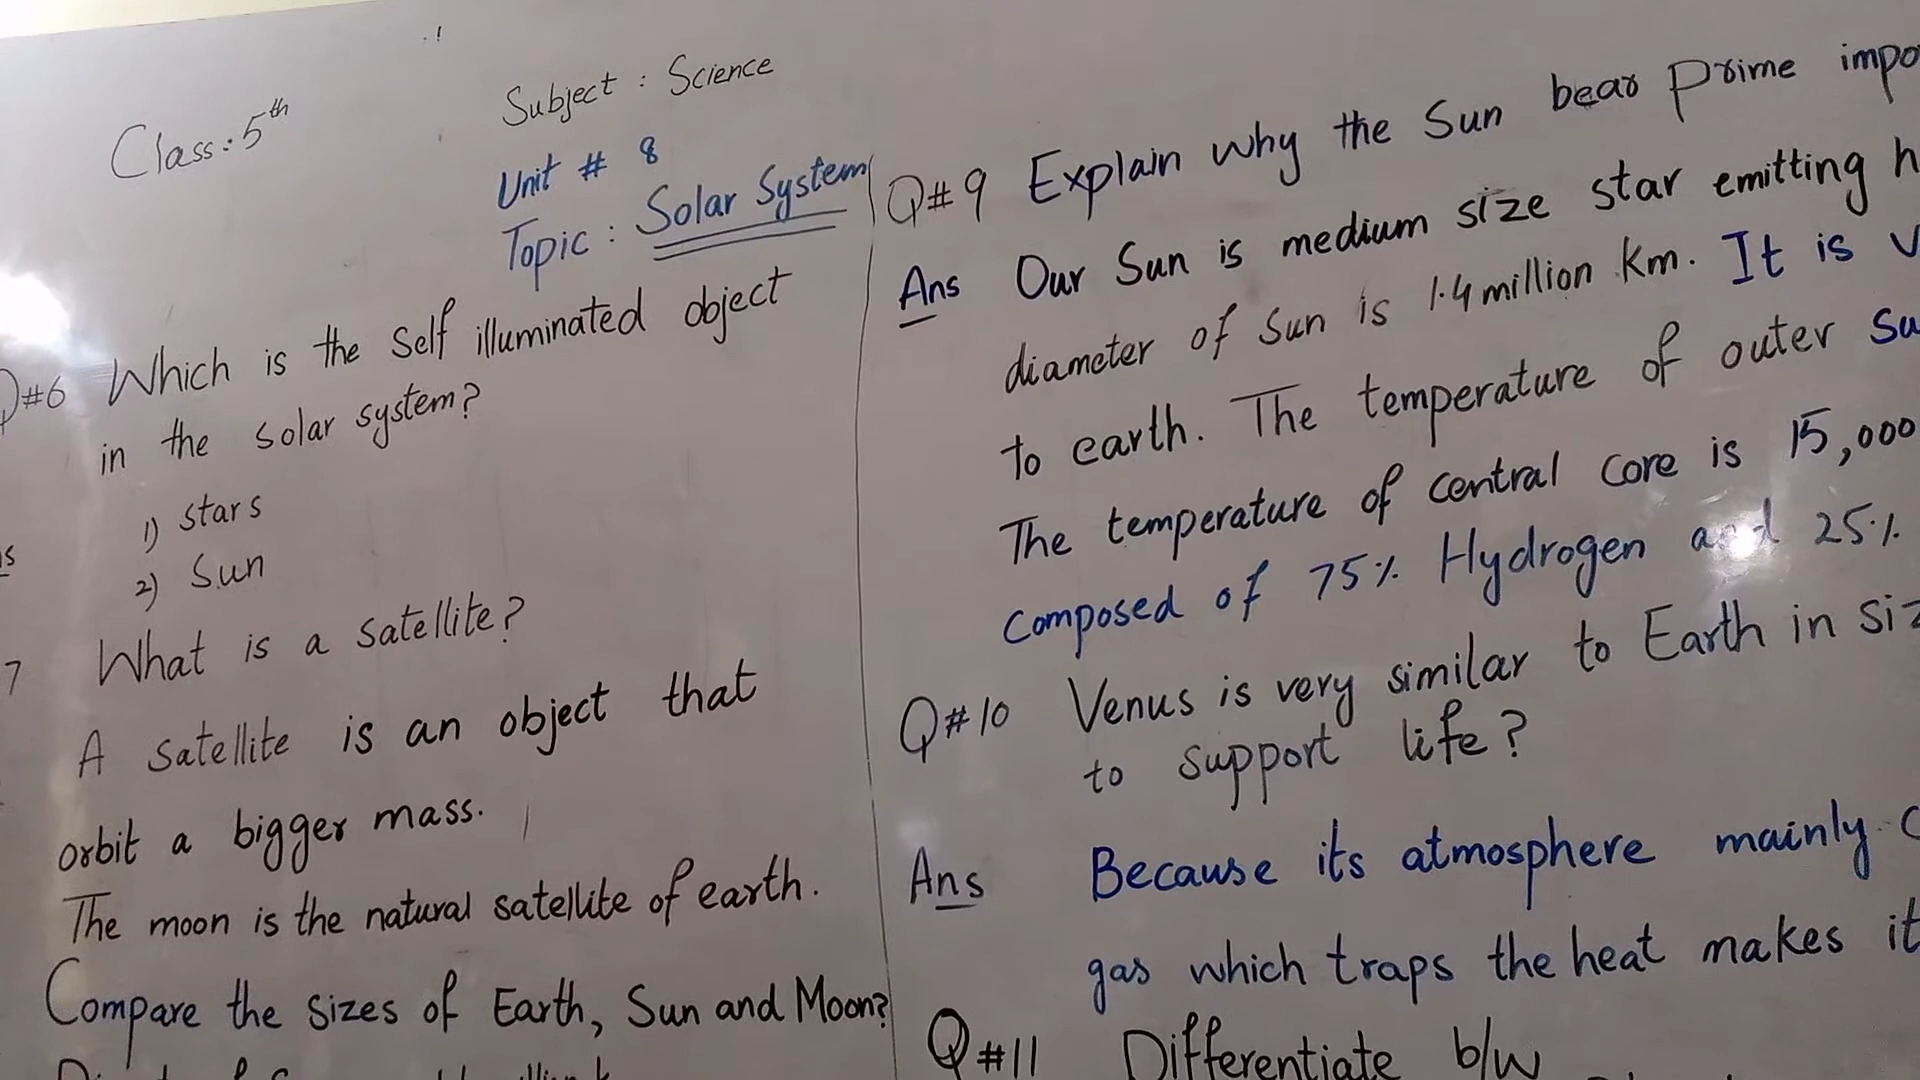 Class: 5th
Subject: Science
Unit # 8
Topic: Solar System
Q#6 Which is the Self illuminated object
in the solar system?
1) stars
2) Sun
7 What is a satellite?
A satellite is an object that
orbit a bigger mass.
The moon is the natural satellite of earth.
Compare the sizes of Earth, Sun and Moon?
Q#9 Explain why the Sun bear prime impo
Ans Our Sun is medium size star emitting h
diameter of Sun is 1.4 million km. It is v
to earth. The temperature of outer su
The temperature of central core is 15,000
composed of 75% Hydrogen and 25%
Q#10 Venus is very similar to Earth in siz
to support life?
Ans Because its atmosphere mainly c
gas which traps the heat makes it
Q#11 Differentiate b/w